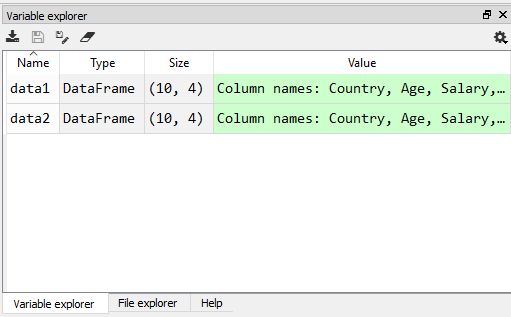 Variable explorer
Name Type Size Value
data1 DataFrame (10, 4) Column names: Country, Age, Salary,…
data2 DataFrame (10, 4) Column names: Country, Age, Salary,…
Variable explorer File explorer Help